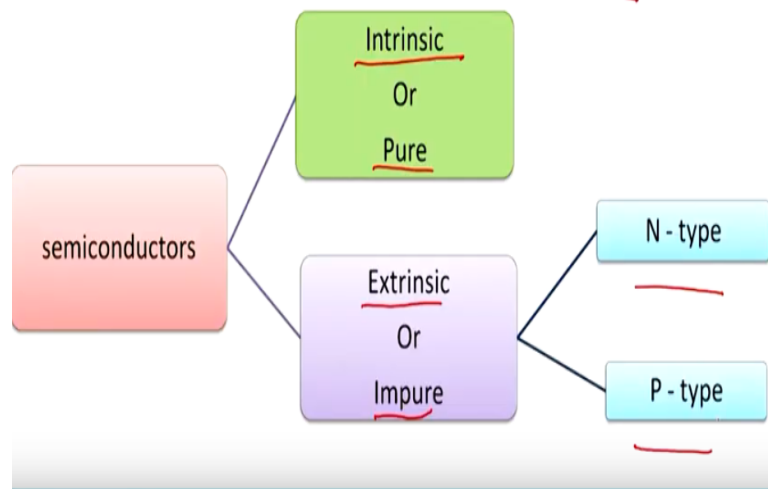 Intrinsic
Or
Pure
semiconductors
Extrinsic
Or
Impure
N - type
P - type